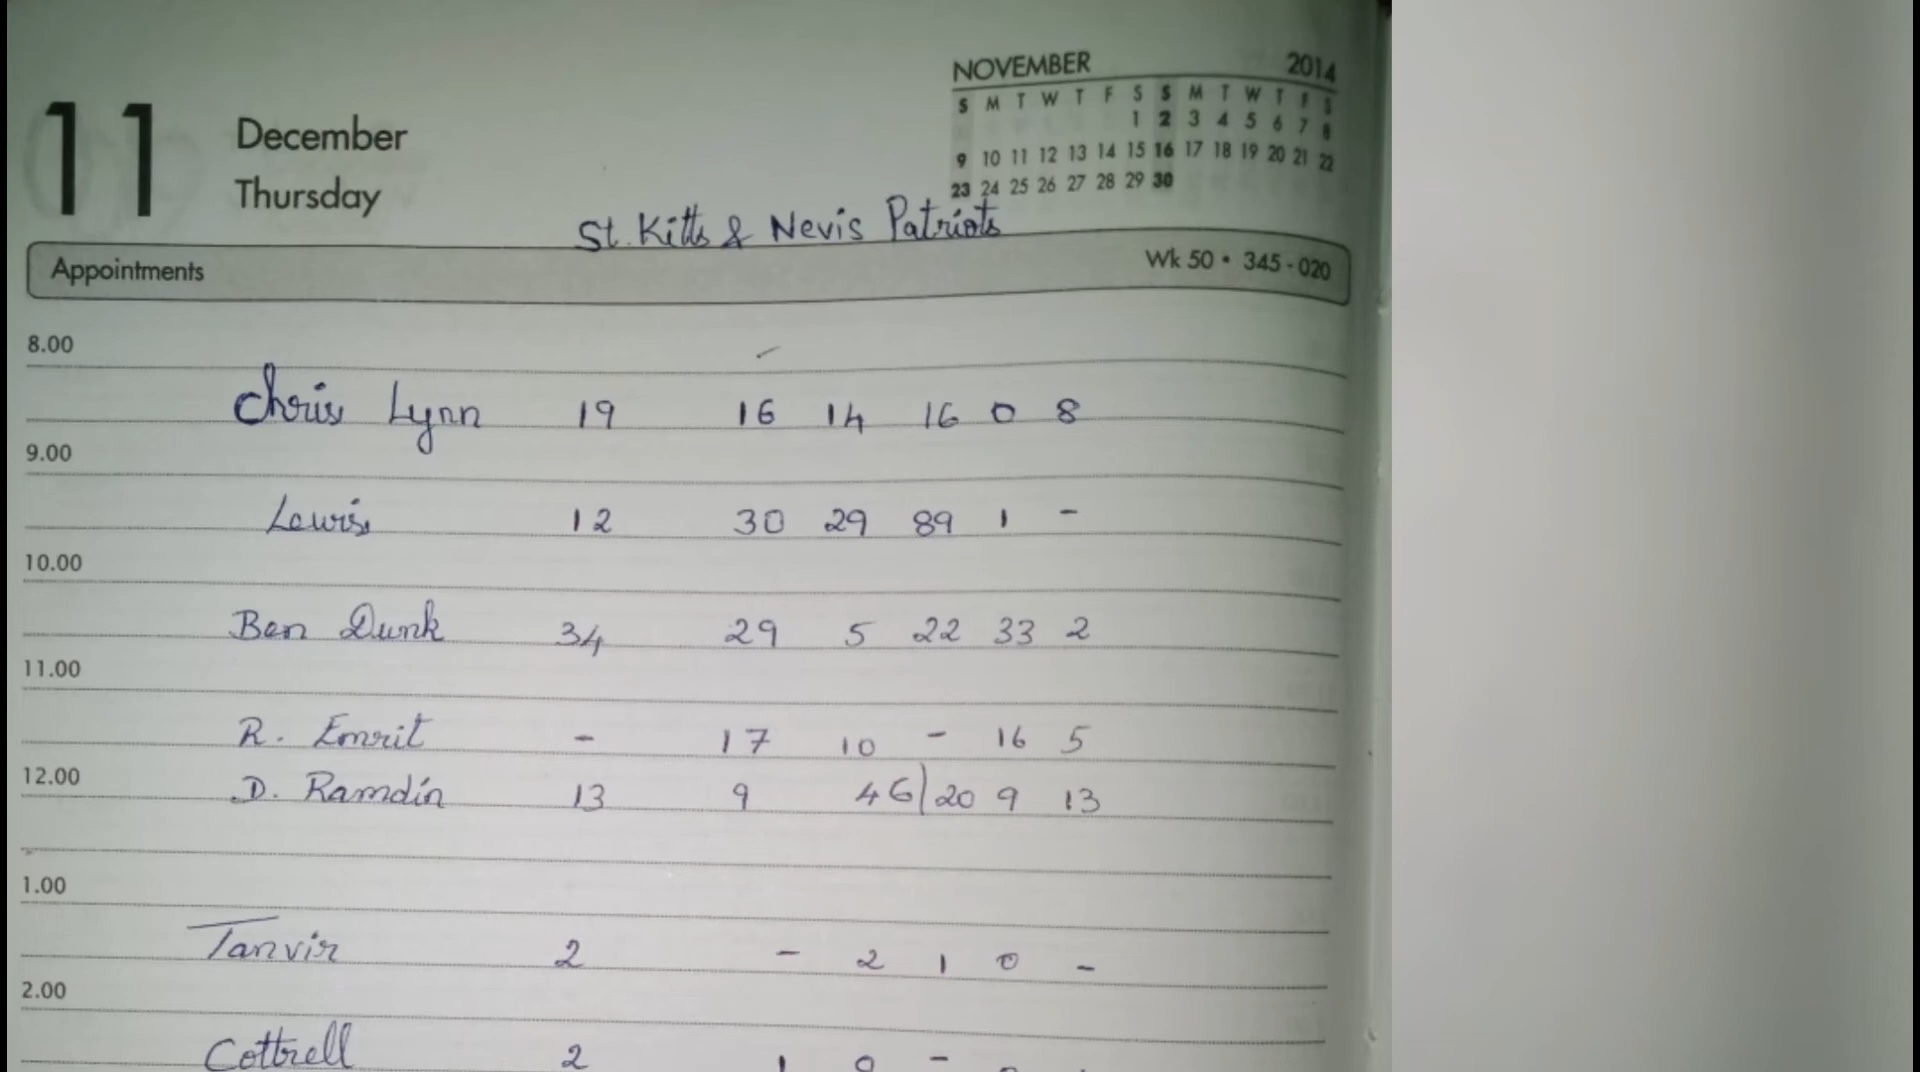 NOVEMBER 2014
S M T W T F S S M T W T F S
1 2 3 4 5 6 7 8
9 10 11 12 13 14 15 16 17 18 19 20 21 22
23 24 25 26 27 28 29 30
11 December
Thursday
St. Kitts & Nevis Patriots
Appointments Wk 50 • 345 - 020
8.00
Chris Lynn 19 16 14 16 0 8
9.00
Lewis 12 30 29 89 1 -
10.00
Ben Dunk 34 29 5 22 33 2
11.00
R. Emrit - 17 10 - 16 5
12.00
D. Ramdin 13 9 46|20 9 13
1.00
Tanvir 2 - 2 1 0 -
2.00
Cottrell 2 1 0 -